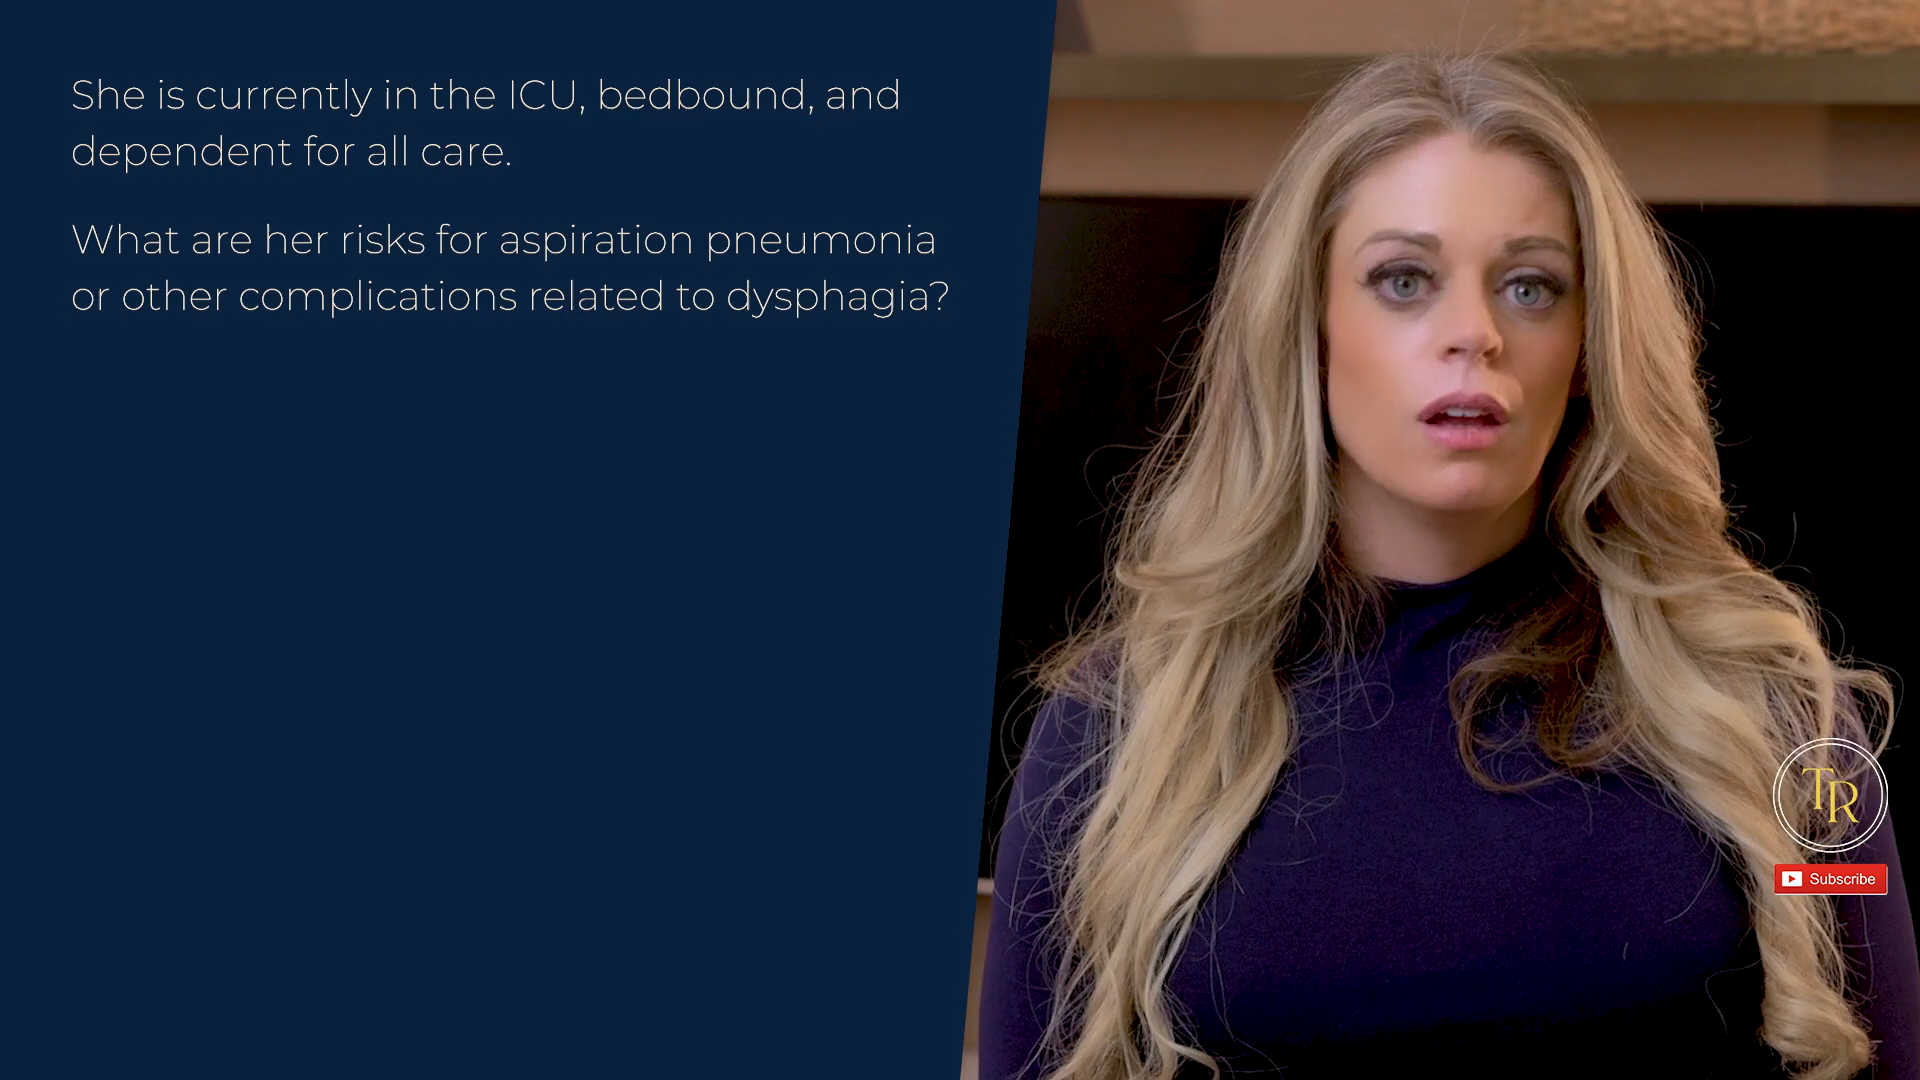 She is currently in the ICU, bedbound, and
dependent for all care.
What are her risks for aspiration pneumonia
or other complications related to dysphagia?
TR
Subscribe